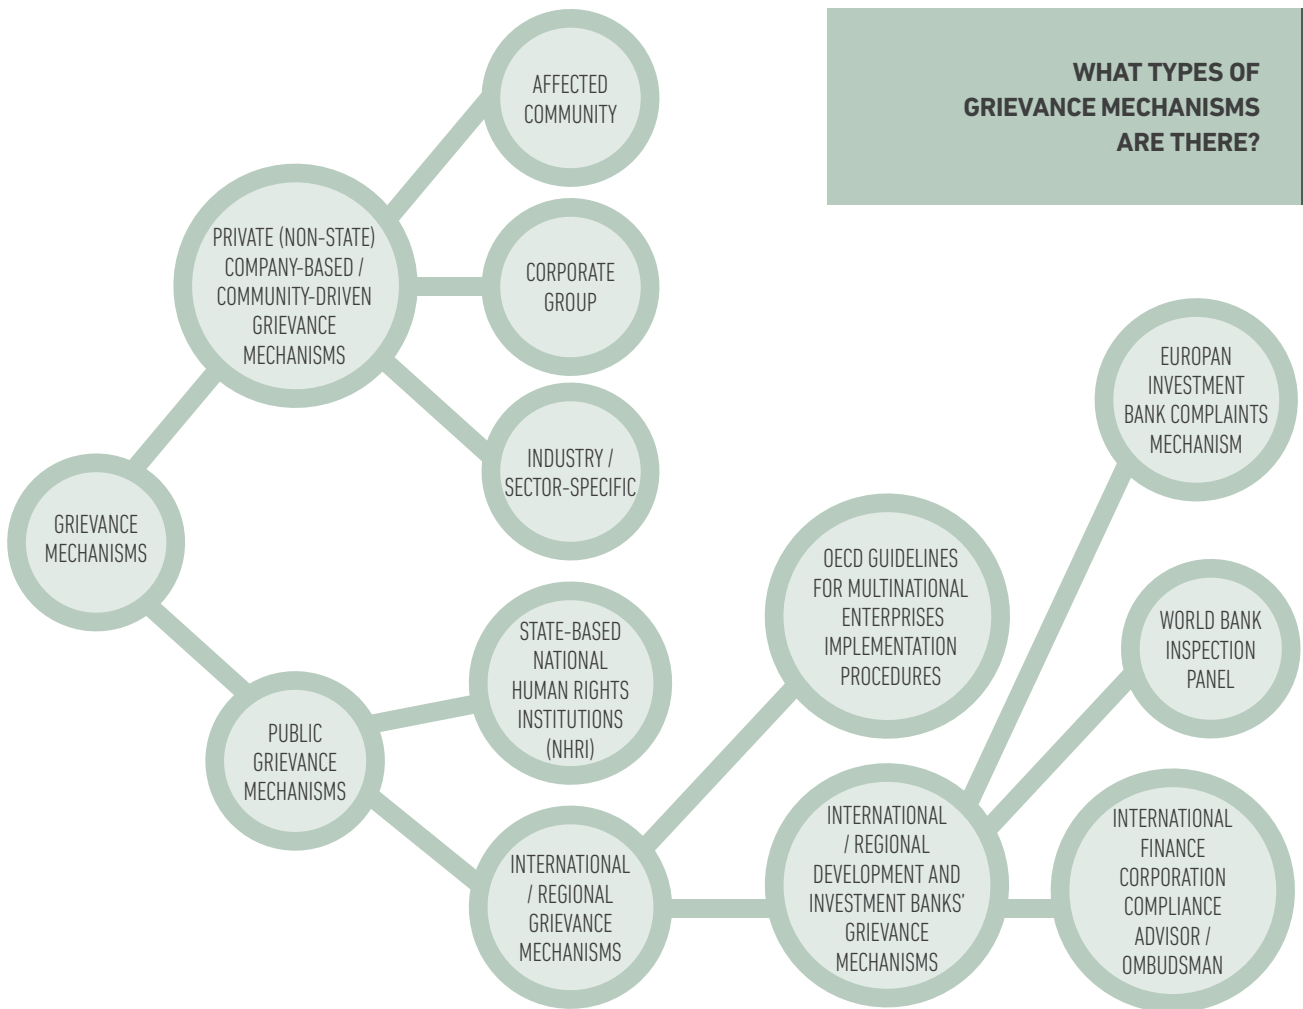 WHAT TYPES OF
GRIEVANCE MECHANISMS
ARE THERE?
GRIEVANCE
MECHANISMS
PRIVATE (NON-STATE)
COMPANY-BASED /
COMMUNITY-DRIVEN
GRIEVANCE
MECHANISMS
AFFECTED
COMMUNITY
CORPORATE
GROUP
INDUSTRY /
SECTOR-SPECIFIC
PUBLIC
GRIEVANCE
MECHANISMS
STATE-BASED
NATIONAL
HUMAN RIGHTS
INSTITUTIONS
(NHRI)
INTERNATIONAL
/ REGIONAL
GRIEVANCE
MECHANISMS
OECD GUIDELINES
FOR MULTINATIONAL
ENTERPRISES
IMPLEMENTATION
PROCEDURES
INTERNATIONAL
/ REGIONAL
DEVELOPMENT AND
INVESTMENT BANKS'
GRIEVANCE
MECHANISMS
EUROPAN
INVESTMENT
BANK COMPLAINTS
MECHANISM
WORLD BANK
INSPECTION
PANEL
INTERNATIONAL
FINANCE
CORPORATION
COMPLIANCE
ADVISOR /
OMBUDSMAN